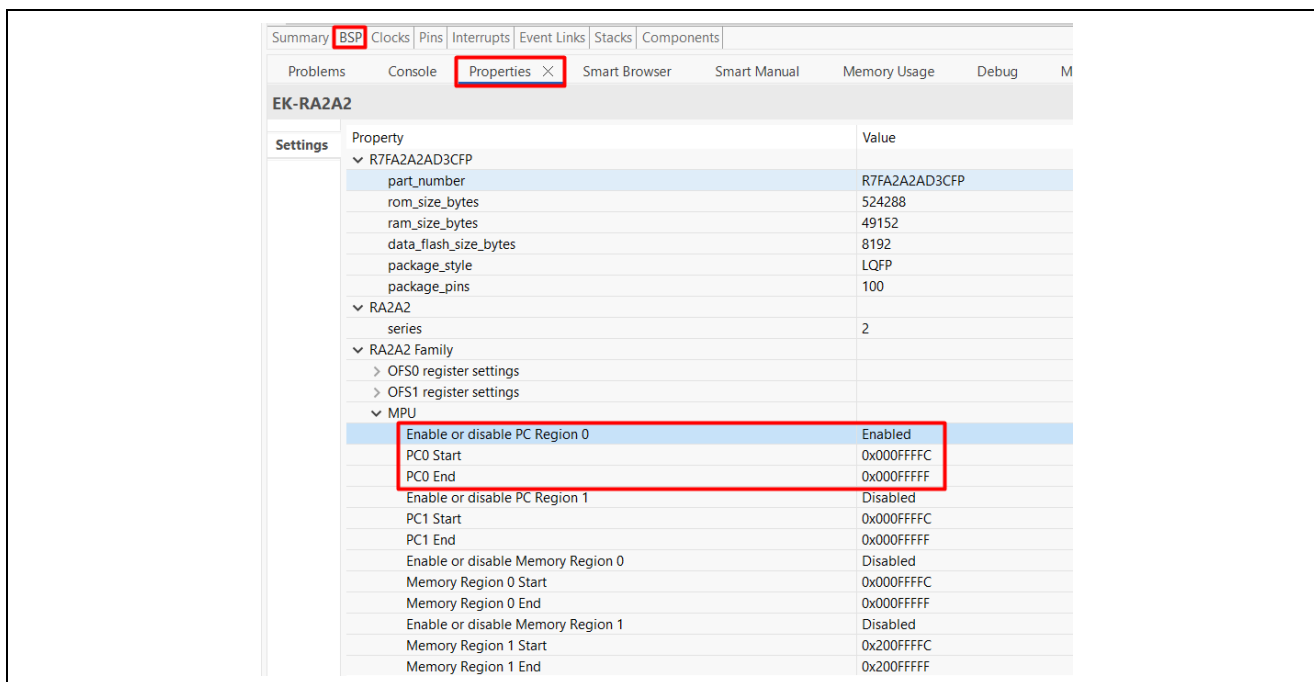 Summary BSP Clocks Pins Interrupts Event Links Stacks Components
Problems Console Properties × Smart Browser Smart Manual Memory Usage Debug M
EK-RA2A2
Settings
Property Value
R7FA2A2AD3CFP
part_number R7FA2A2AD3CFP
rom_size_bytes 524288
ram_size_bytes 49152
data_flash_size_bytes 8192
package_style LQFP
package_pins 100
RA2A2
series 2
RA2A2 Family
OFS0 register settings
OFS1 register settings
MPU
Enable or disable PC Region 0 Enabled
PC0 Start 0x000FFFFC
PC0 End 0x000FFFFF
Enable or disable PC Region 1 Disabled
PC1 Start 0x000FFFFC
PC1 End 0x000FFFFF
Enable or disable Memory Region 0 Disabled
Memory Region 0 Start 0x000FFFFC
Memory Region 0 End 0x000FFFFF
Enable or disable Memory Region 1 Disabled
Memory Region 1 Start 0x200FFFFC
Memory Region 1 End 0x200FFFFF